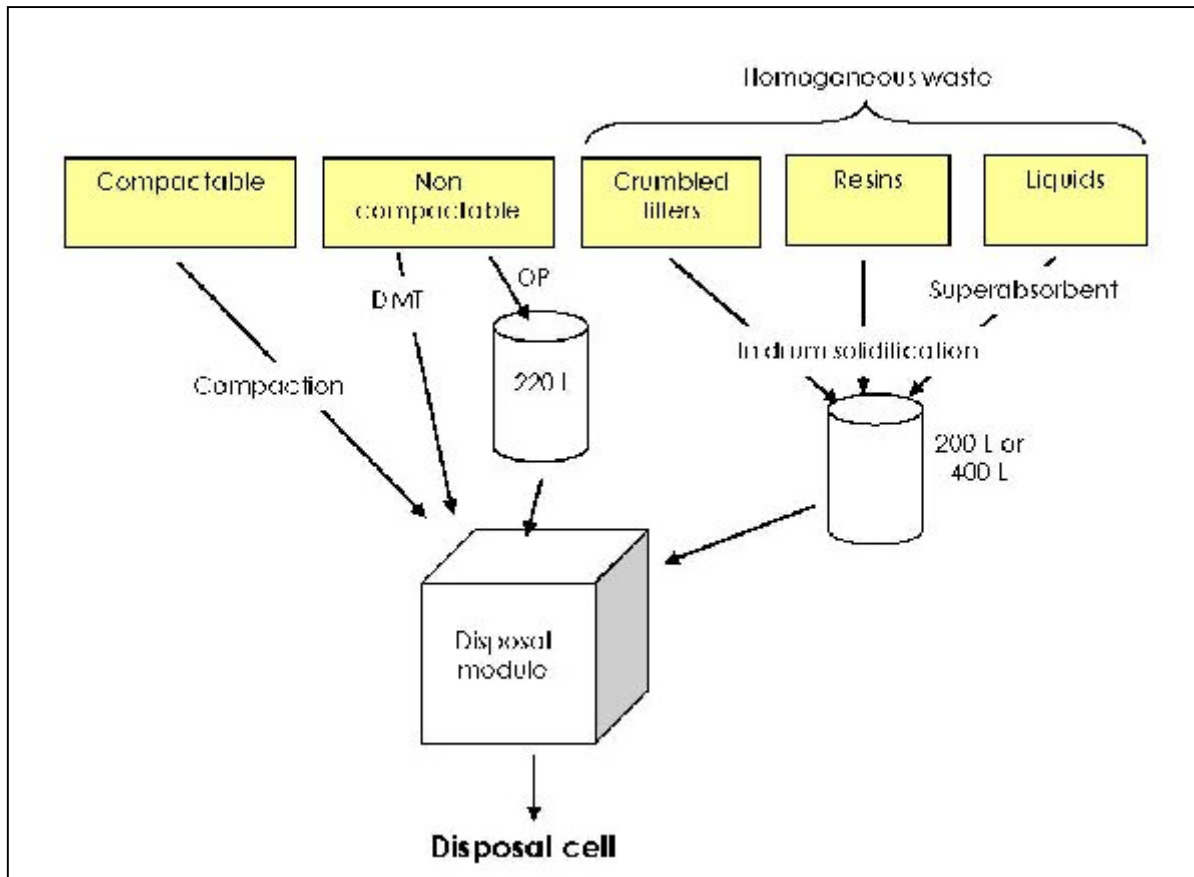 Homogeneous waste
Compactable
Non
compactable
Crumbled
filters
Resins
Liquids
OP
DMT
Superabsorbent
In drum solidification
Compaction
220 L
200 L or
400 L
Disposal
module
Disposal cell